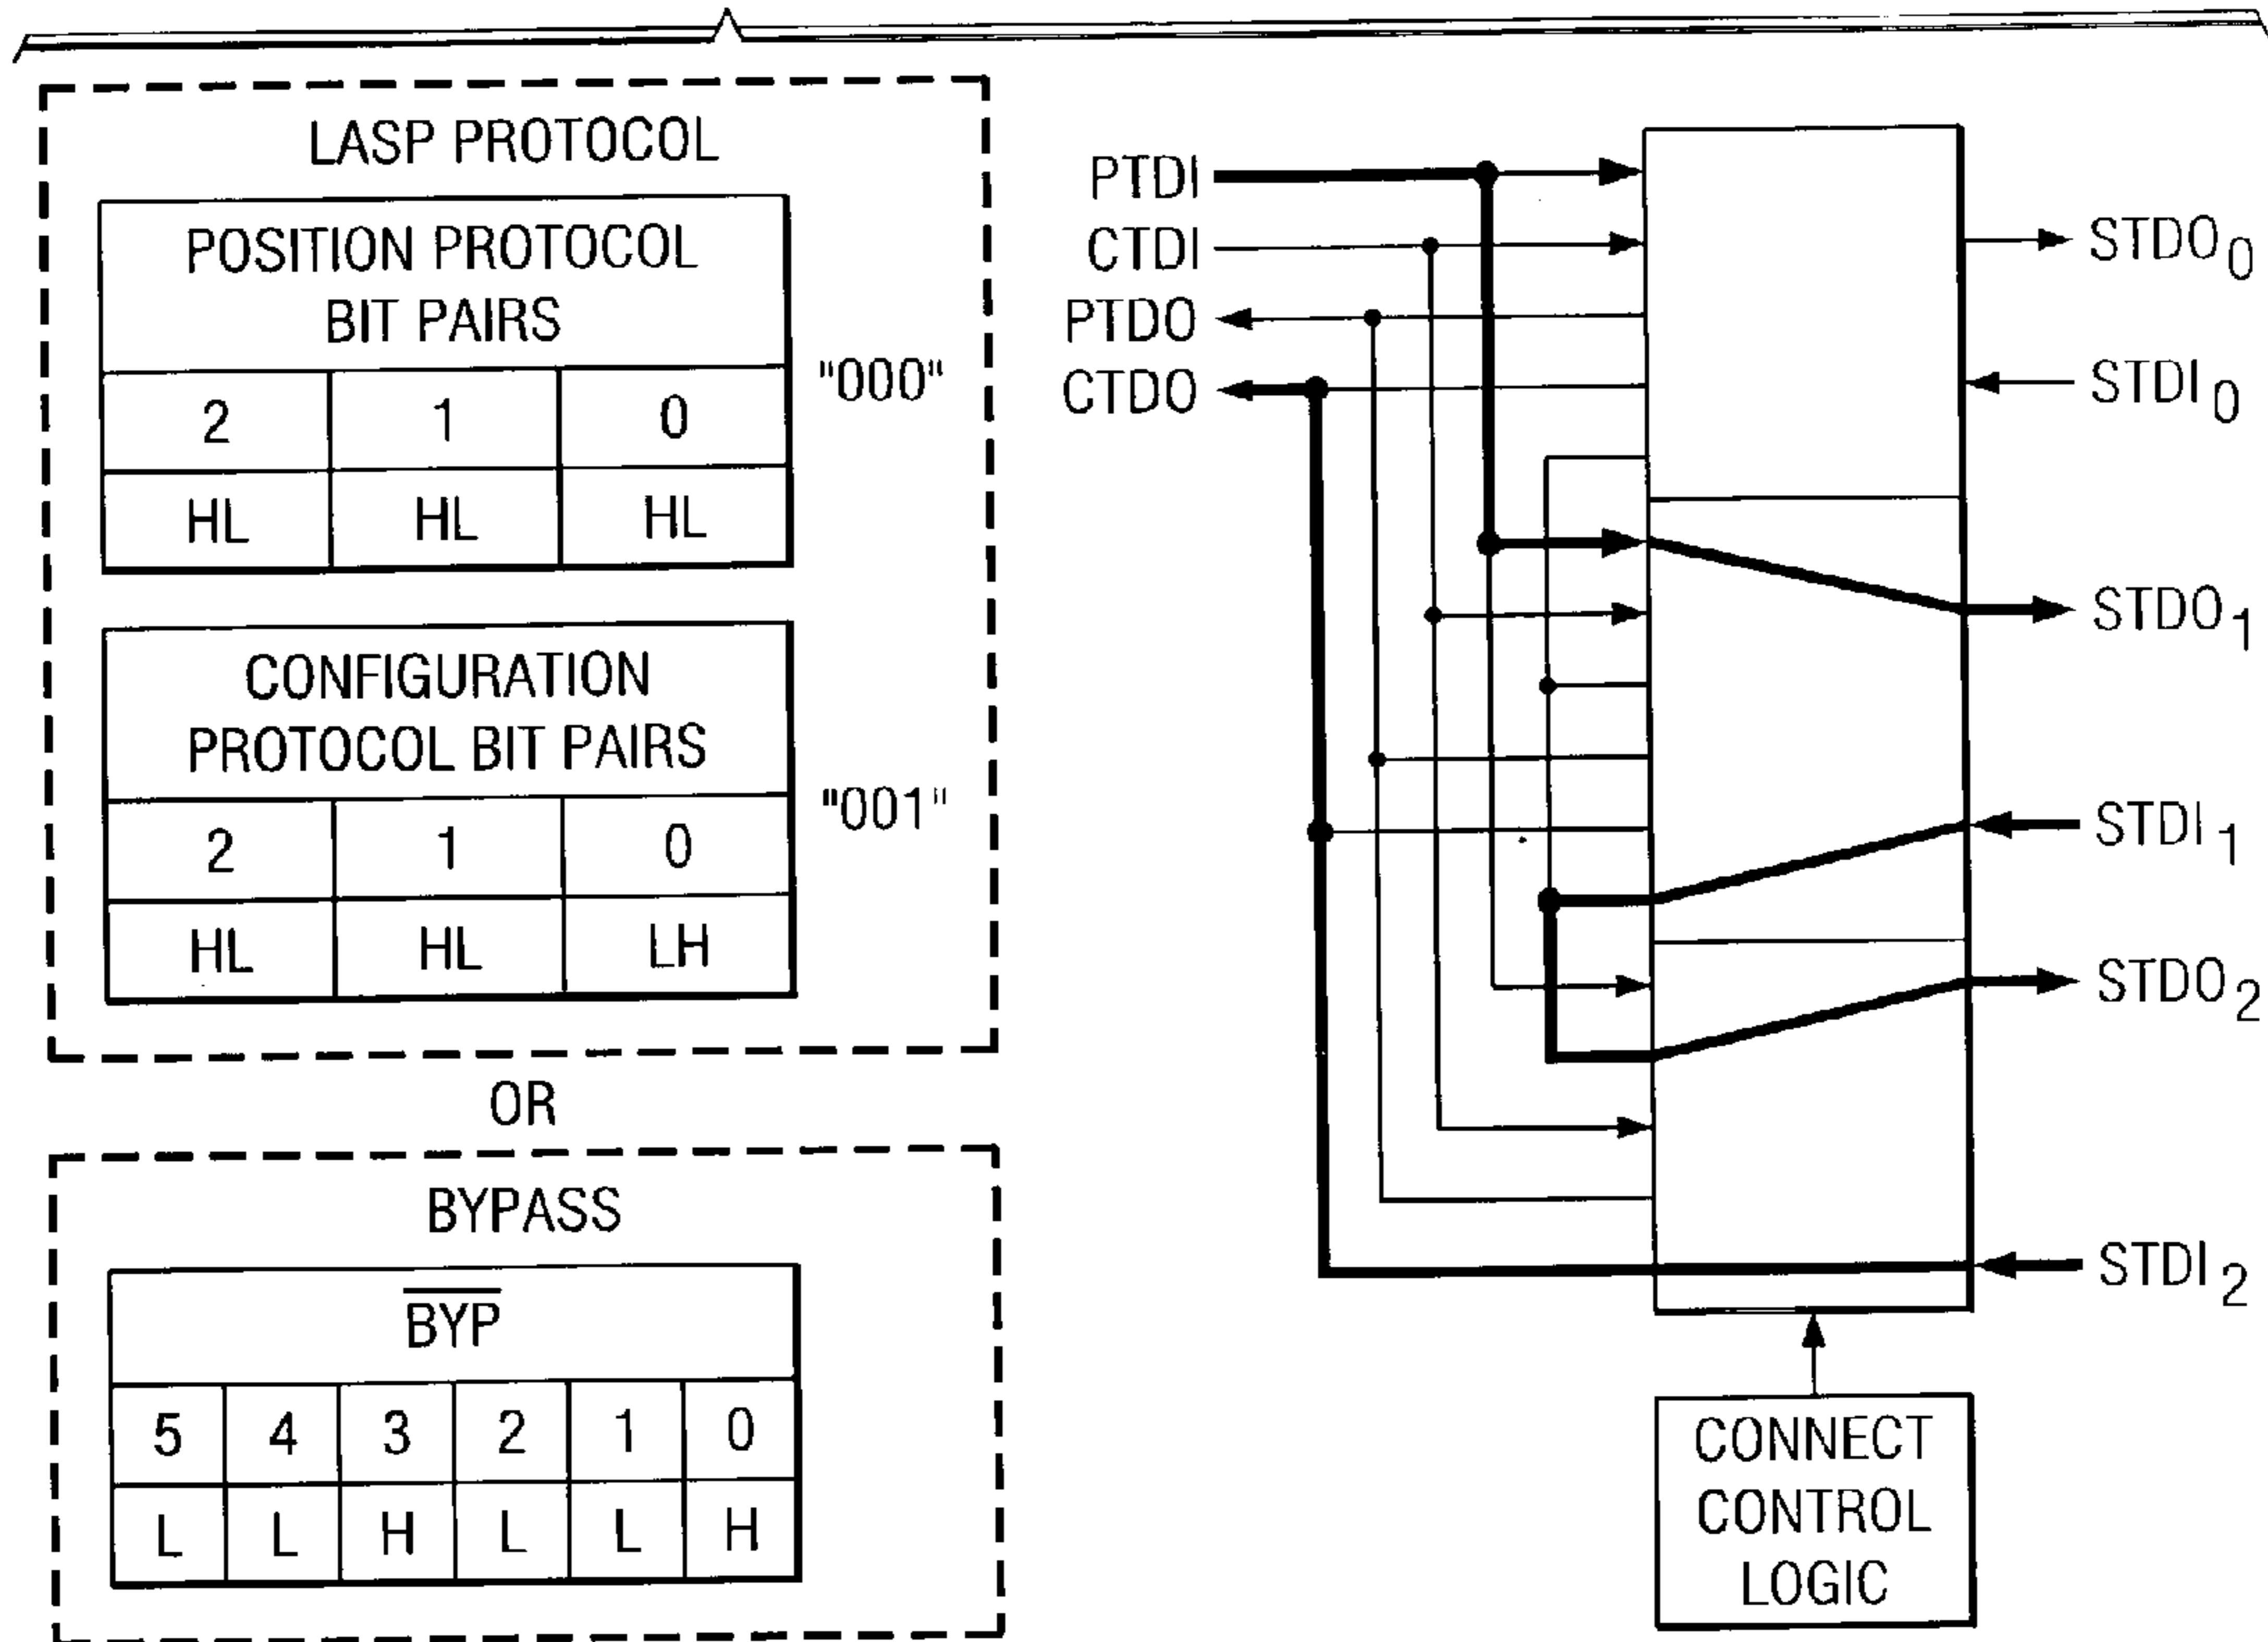 LASP PROTOCOL
POSITION PROTOCOL
BIT PAIRS
2 1 0
HL HL HL
"000"
CONFIGURATION
PROTOCOL BIT PAIRS
2 1 0
HL HL LH
"001"
OR
BYPASS
BYP
5 4 3 2 1 0
L L H L L H
PTDI
CTDI
PTDO
CTDO
STDO0
STDI0
STDO1
STDI1
STDO2
STDI2
CONNECT
CONTROL
LOGIC